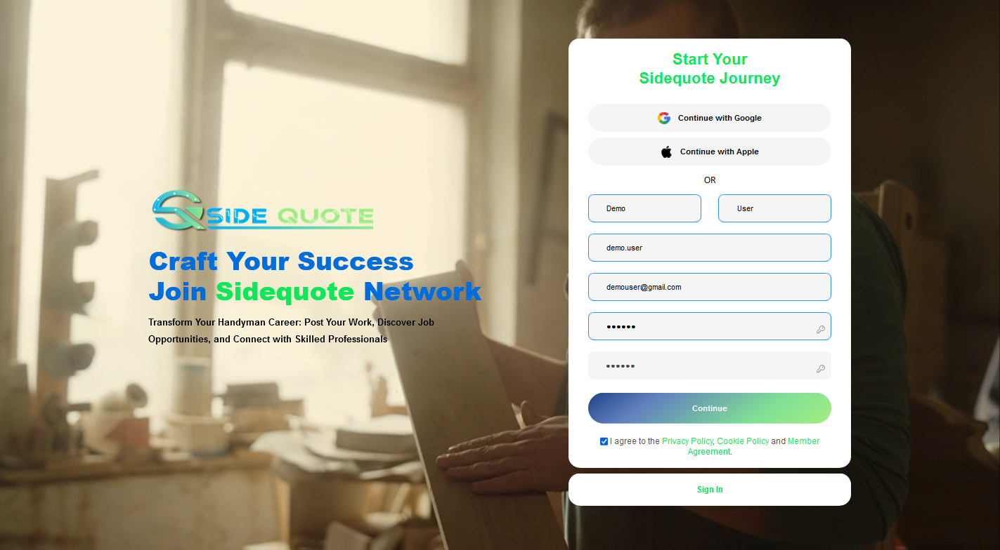 SIDE QUOTE
Craft Your Success
Join Sidequote Network
Transform Your Handyman Career: Post Your Work, Discover Job
Opportunities, and Connect with Skilled Professionals
Start Your
Sidequote Journey
Continue with Google
Continue with Apple
OR
Demo
User
demo.user
demouser@gmail.com
••••••
••••••
Continue
I agree to the Privacy Policy, Cookie Policy and Member
Agreement.
Sign In